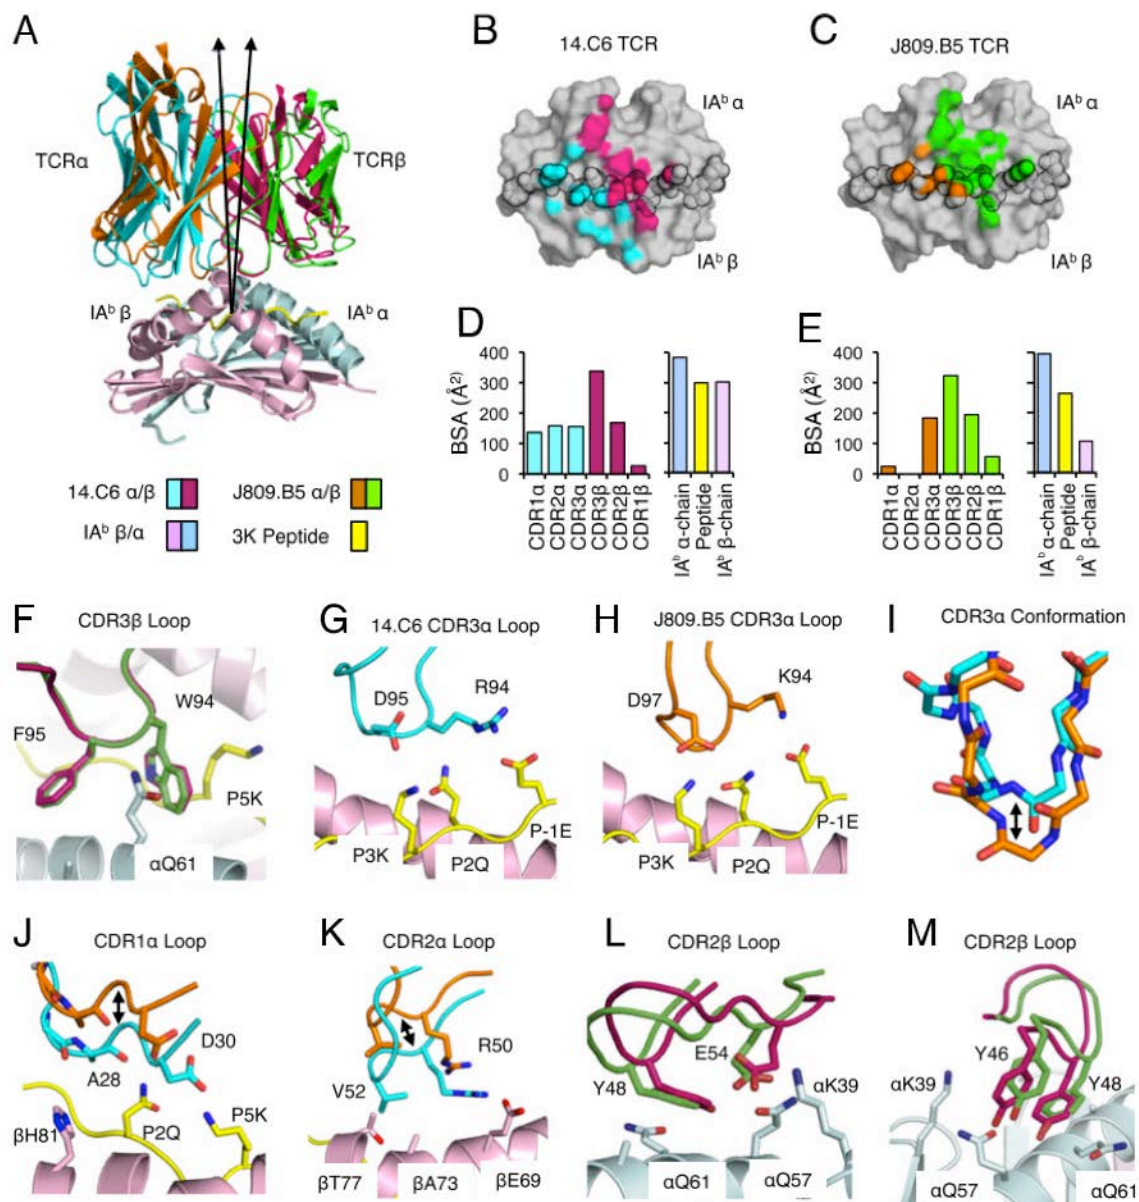 A
TCRα
TCRβ
IAᵇ β
IAᵇ α
14.C6 α/β
J809.B5 α/β
IAᵇ β/α
3K Peptide
B
14.C6 TCR
IAᵇ α
IAᵇ β
C
J809.B5 TCR
IAᵇ α
IAᵇ β
D
BSA (Å²)
400
300
200
100
0
CDR1α
CDR2α
CDR3α
CDR3β
CDR2β
CDR1β
IAᵇ α-chain
Peptide
IAᵇ β-chain
E
BSA (Å²)
400
300
200
100
0
CDR1α
CDR2α
CDR3α
CDR3β
CDR2β
CDR1β
IAᵇ α-chain
Peptide
IAᵇ β-chain
F
CDR3β Loop
W94
F95
P5K
αQ61
G
14.C6 CDR3α Loop
D95
R94
P-1E
P3K
P2Q
H
J809.B5 CDR3α Loop
K94
D97
P-1E
P3K
P2Q
I
CDR3α Conformation
J
CDR1α Loop
D30
A28
P5K
βH81
P2Q
K
CDR2α Loop
R50
V52
βT77
βA73
βE69
L
CDR2β Loop
E54
Y48
αK39
αQ61
αQ57
M
CDR2β Loop
Y46
αK39
Y48
αQ57
αQ61